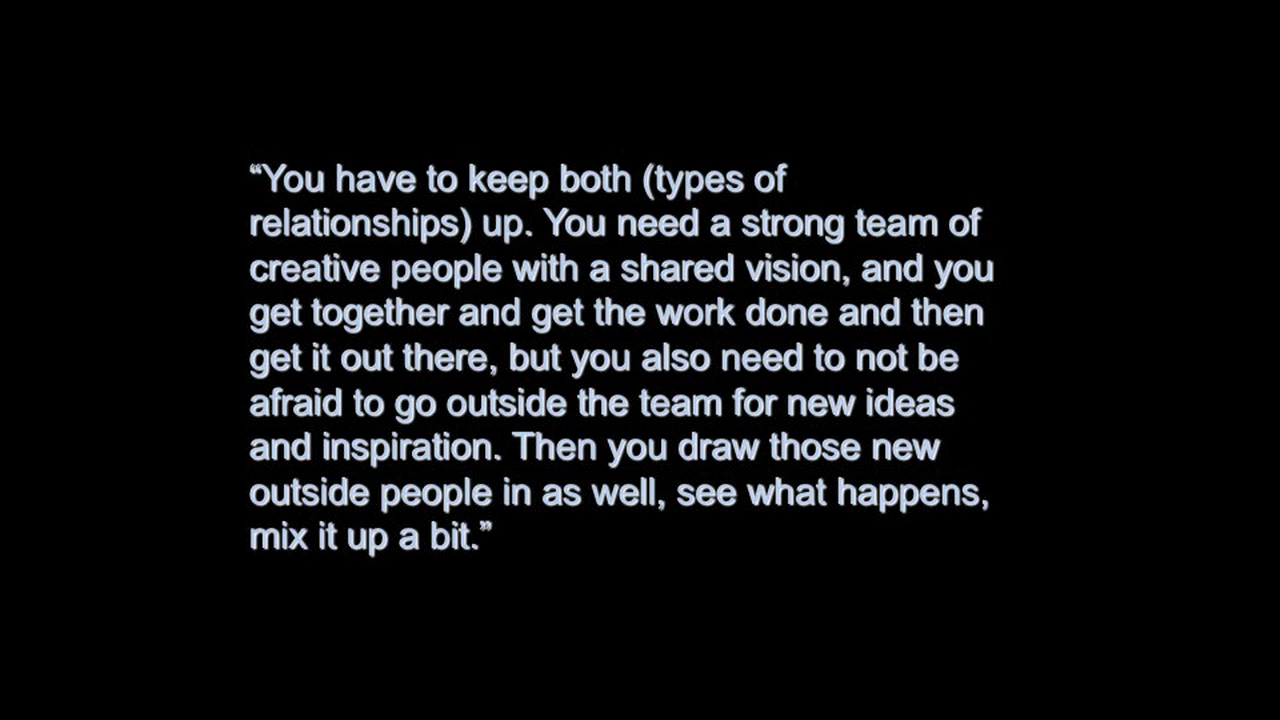 “You have to keep both (types of
relationships) up. You need a strong team of
creative people with a shared vision, and you
get together and get the work done and then
get it out there, but you also need to not be
afraid to go outside the team for new ideas
and inspiration. Then you draw those new
outside people in as well, see what happens,
mix it up a bit.”